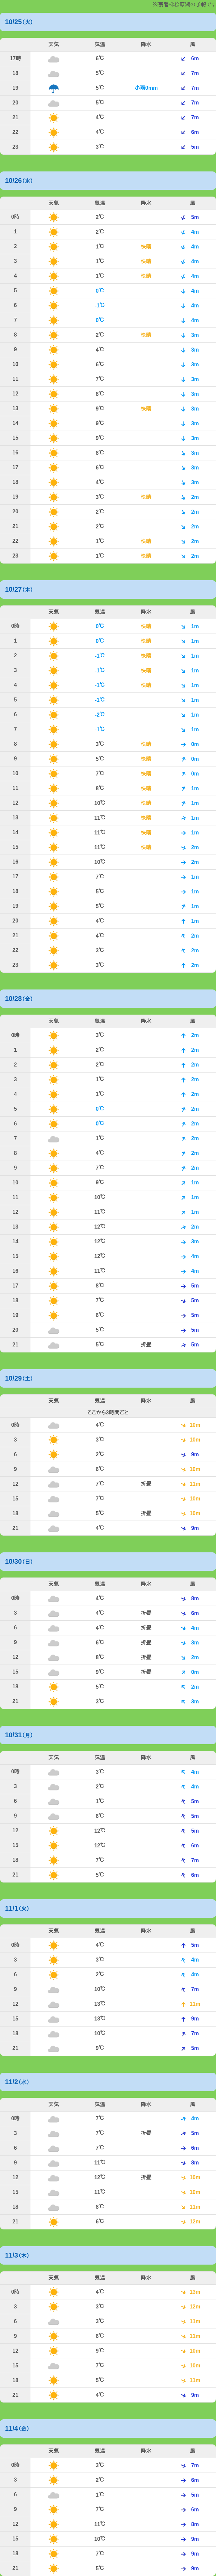 ※裏磐梯桧原湖の予報です
10/25(火)
天気 気温 降水 風
17時 6℃ 6m
18 5℃ 7m
19 5℃ 小雨0mm 7m
20 5℃ 7m
21 4℃ 7m
22 4℃ 6m
23 3℃ 5m
10/26(水)
天気 気温 降水 風
0時 2℃ 5m
1 2℃ 4m
2 1℃ 快晴 4m
3 1℃ 快晴 4m
4 1℃ 快晴 4m
5 0℃ 4m
6 -1℃ 4m
7 0℃ 4m
8 2℃ 快晴 3m
9 4℃ 3m
10 6℃ 3m
11 7℃ 3m
12 8℃ 3m
13 9℃ 快晴 3m
14 9℃ 3m
15 9℃ 3m
16 8℃ 3m
17 6℃ 3m
18 4℃ 3m
19 3℃ 快晴 2m
20 2℃ 2m
21 2℃ 2m
22 1℃ 快晴 2m
23 1℃ 快晴 2m
10/27(木)
天気 気温 降水 風
0時 0℃ 快晴 1m
1 0℃ 快晴 1m
2 -1℃ 快晴 1m
3 -1℃ 快晴 1m
4 -1℃ 快晴 1m
5 -1℃ 1m
6 -2℃ 1m
7 -1℃ 1m
8 3℃ 快晴 0m
9 5℃ 快晴 0m
10 7℃ 快晴 0m
11 8℃ 快晴 1m
12 10℃ 快晴 1m
13 11℃ 快晴 1m
14 11℃ 快晴 1m
15 11℃ 快晴 2m
16 10℃ 2m
17 7℃ 1m
18 5℃ 1m
19 5℃ 1m
20 4℃ 1m
21 4℃ 2m
22 3℃ 2m
23 3℃ 2m
10/28(金)
天気 気温 降水 風
0時 3℃ 2m
1 2℃ 2m
2 2℃ 2m
3 1℃ 2m
4 1℃ 2m
5 0℃ 2m
6 0℃ 2m
7 1℃ 2m
8 4℃ 2m
9 7℃ 2m
10 9℃ 1m
11 10℃ 1m
12 11℃ 1m
13 12℃ 2m
14 12℃ 3m
15 12℃ 4m
16 11℃ 4m
17 8℃ 5m
18 7℃ 5m
19 6℃ 5m
20 5℃ 5m
21 5℃ 折曇 5m
10/29(土)
天気 気温 降水 風
ここから3時間ごと
0時 4℃ 10m
3 3℃ 10m
6 2℃ 9m
9 6℃ 10m
12 7℃ 折曇 11m
15 7℃ 10m
18 5℃ 折曇 10m
21 4℃ 9m
10/30(日)
天気 気温 降水 風
0時 4℃ 8m
3 4℃ 折曇 6m
6 4℃ 折曇 4m
9 6℃ 折曇 3m
12 8℃ 折曇 2m
15 9℃ 折曇 0m
18 5℃ 2m
21 3℃ 3m
10/31(月)
天気 気温 降水 風
0時 3℃ 4m
3 2℃ 4m
6 1℃ 5m
9 6℃ 5m
12 12℃ 5m
15 12℃ 6m
18 7℃ 7m
21 5℃ 6m
11/1(火)
天気 気温 降水 風
0時 4℃ 5m
3 3℃ 4m
6 2℃ 4m
9 10℃ 7m
12 13℃ 11m
15 13℃ 9m
18 10℃ 7m
21 9℃ 5m
11/2(水)
天気 気温 降水 風
0時 7℃ 4m
3 7℃ 折曇 5m
6 7℃ 6m
9 11℃ 8m
12 12℃ 折曇 10m
15 11℃ 10m
18 8℃ 11m
21 6℃ 12m
11/3(木)
天気 気温 降水 風
0時 4℃ 13m
3 3℃ 12m
6 3℃ 11m
9 6℃ 11m
12 9℃ 10m
15 7℃ 10m
18 5℃ 11m
21 4℃ 9m
11/4(金)
天気 気温 降水 風
0時 3℃ 7m
3 2℃ 6m
6 1℃ 5m
9 7℃ 6m
12 11℃ 8m
15 10℃ 9m
18 7℃ 9m
21 5℃ 9m